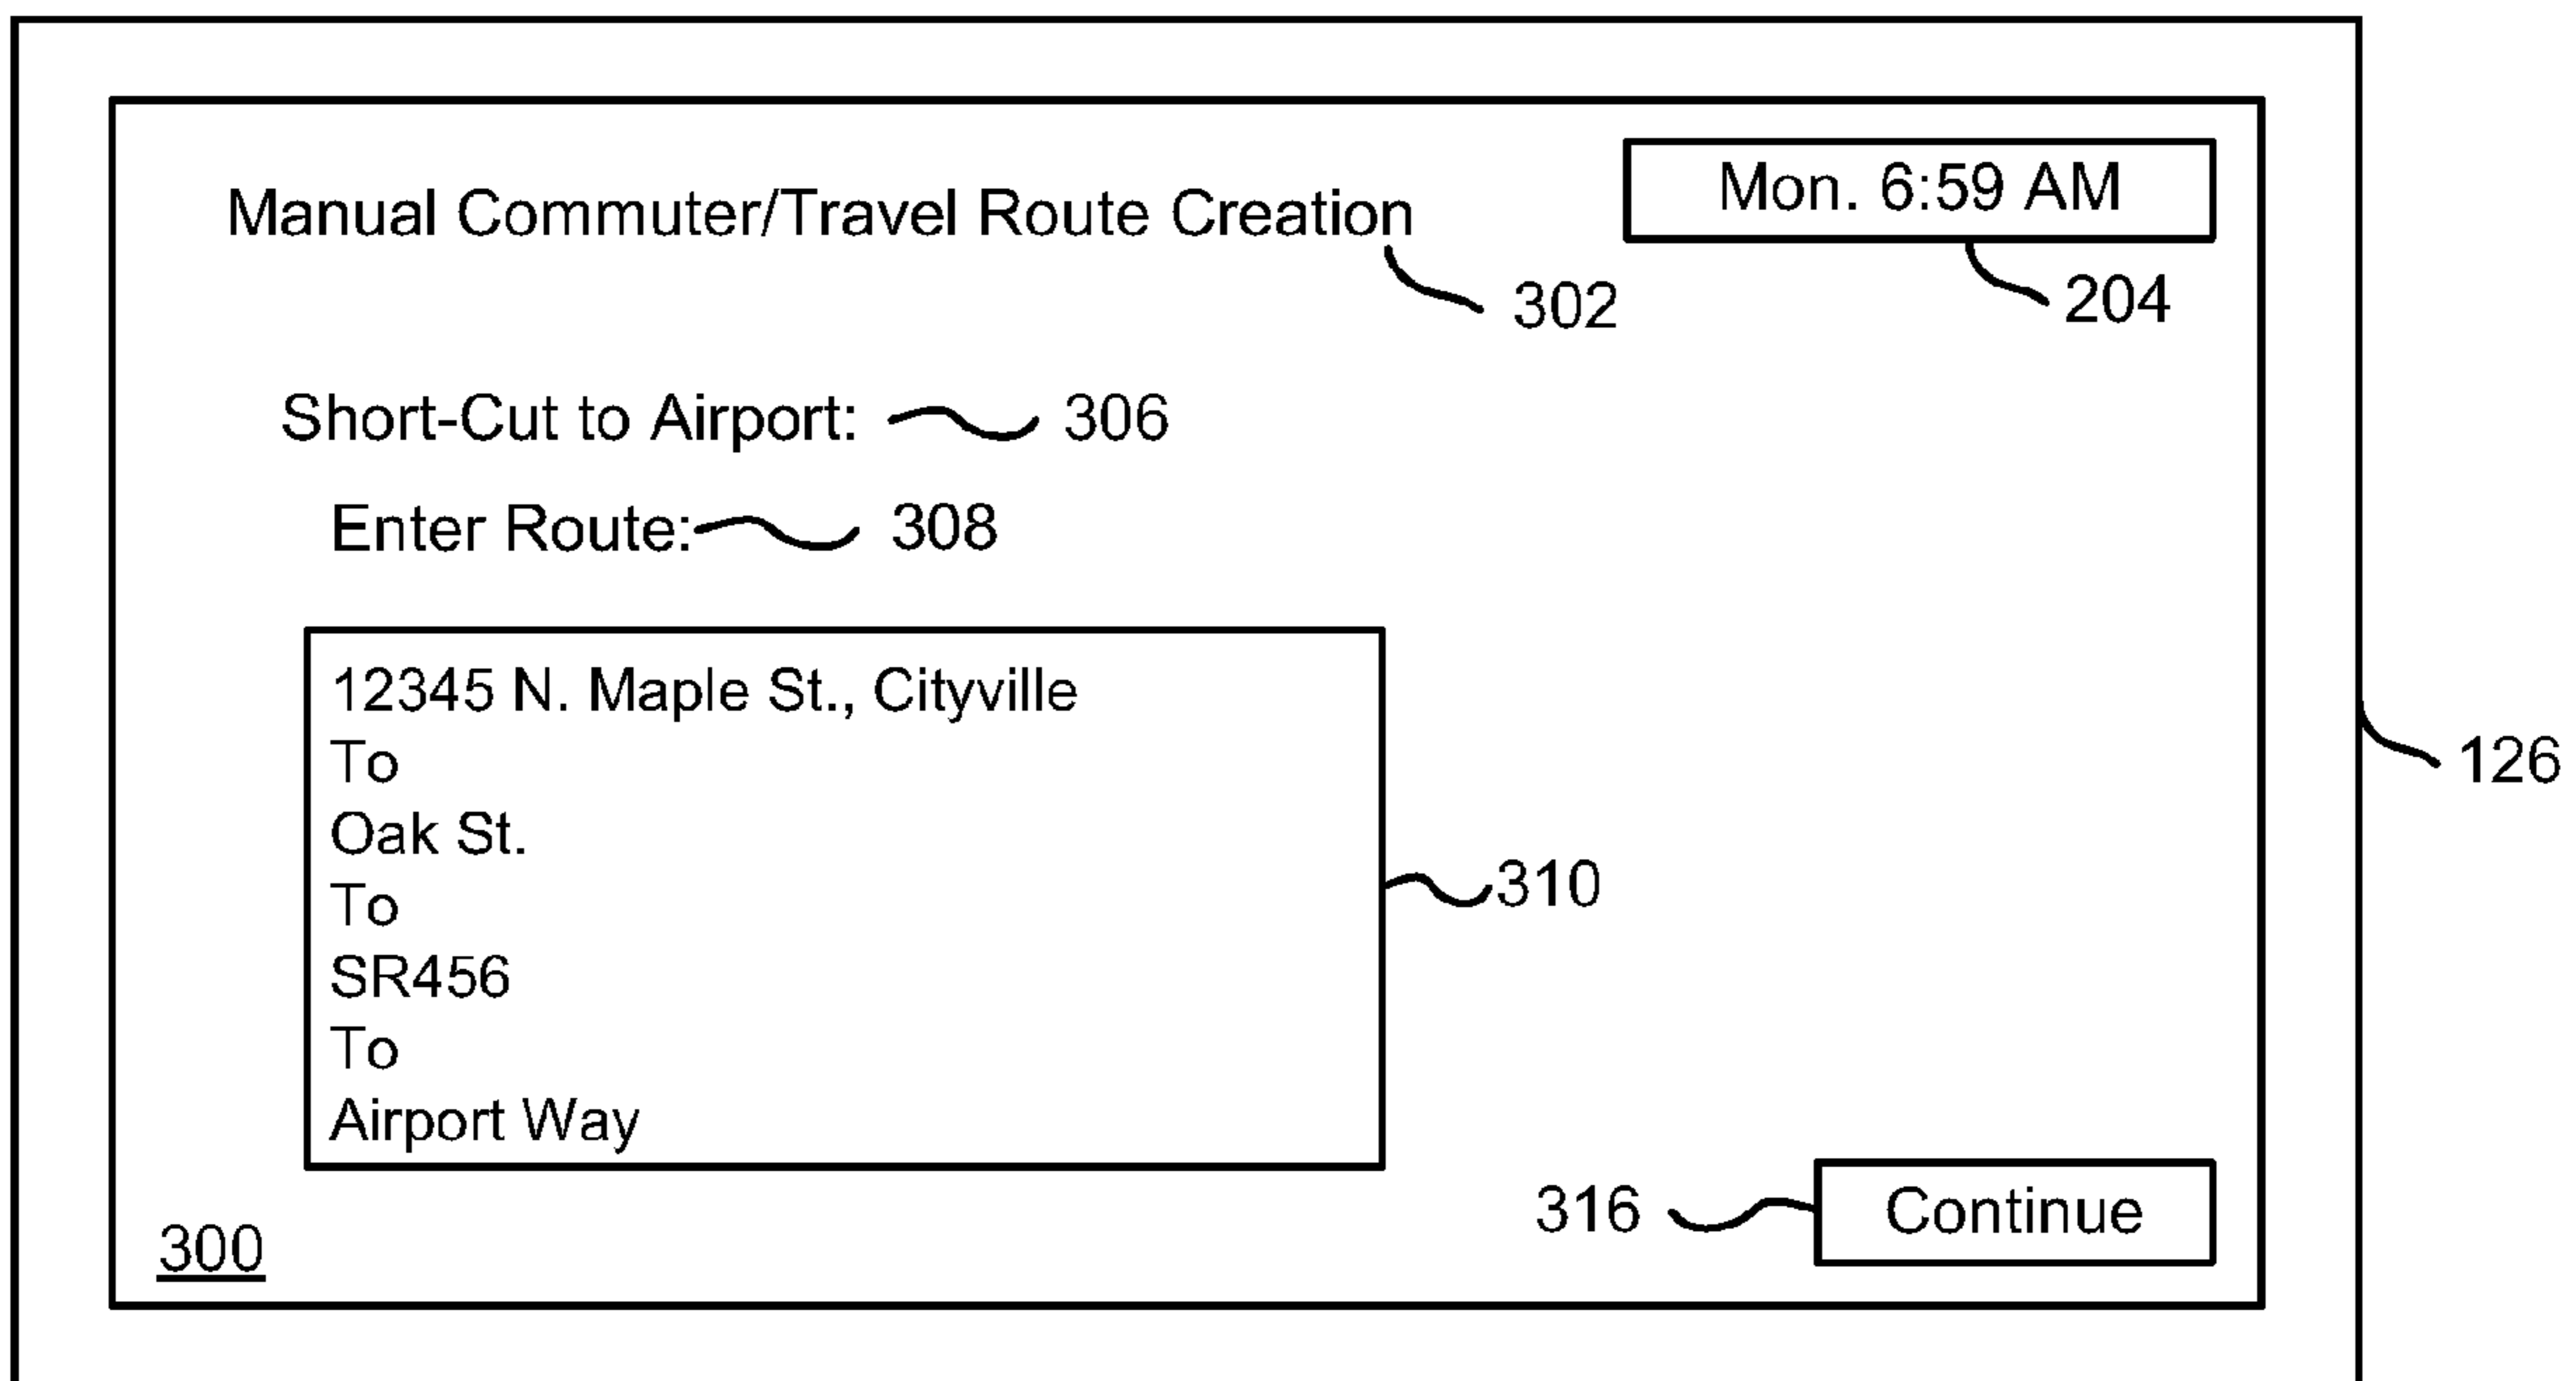 Manual Commuter/Travel Route Creation
Mon. 6:59 AM
302
204
Short-Cut to Airport: 306
Enter Route: 308
12345 N. Maple St., Cityville
To
Oak St.
To
SR456
To
Airport Way
310
126
316 Continue
300